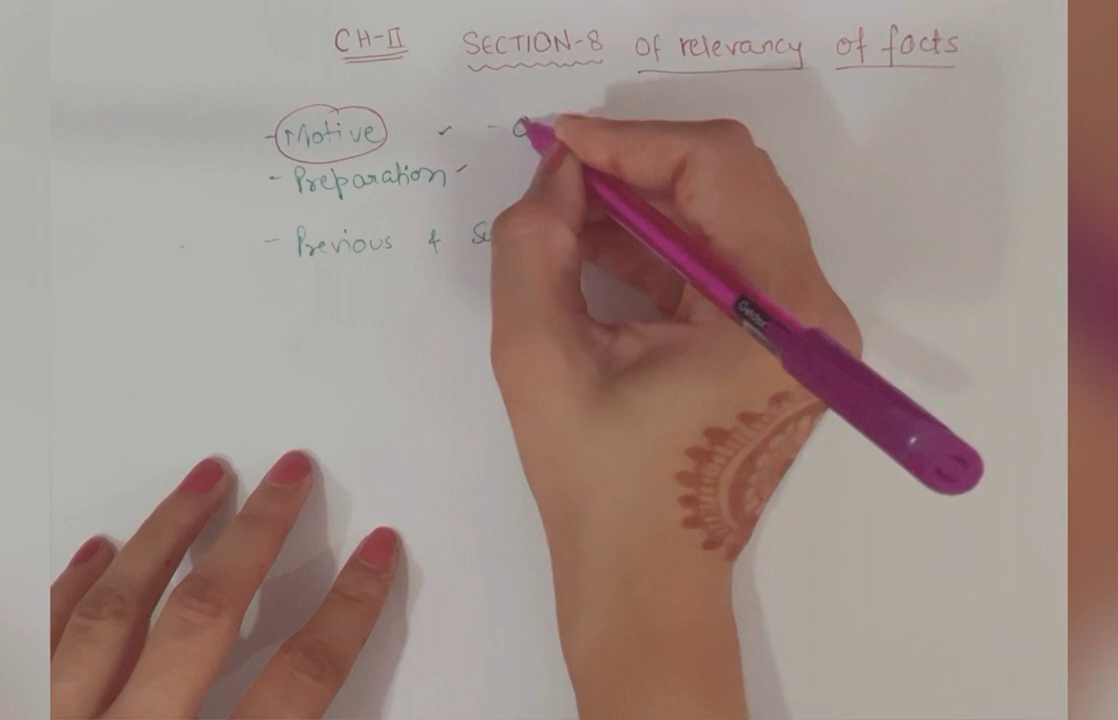 CH-II SECTION-8 of relevancy of facts
- Motive ✓ -
- Preparation -
- Previous &